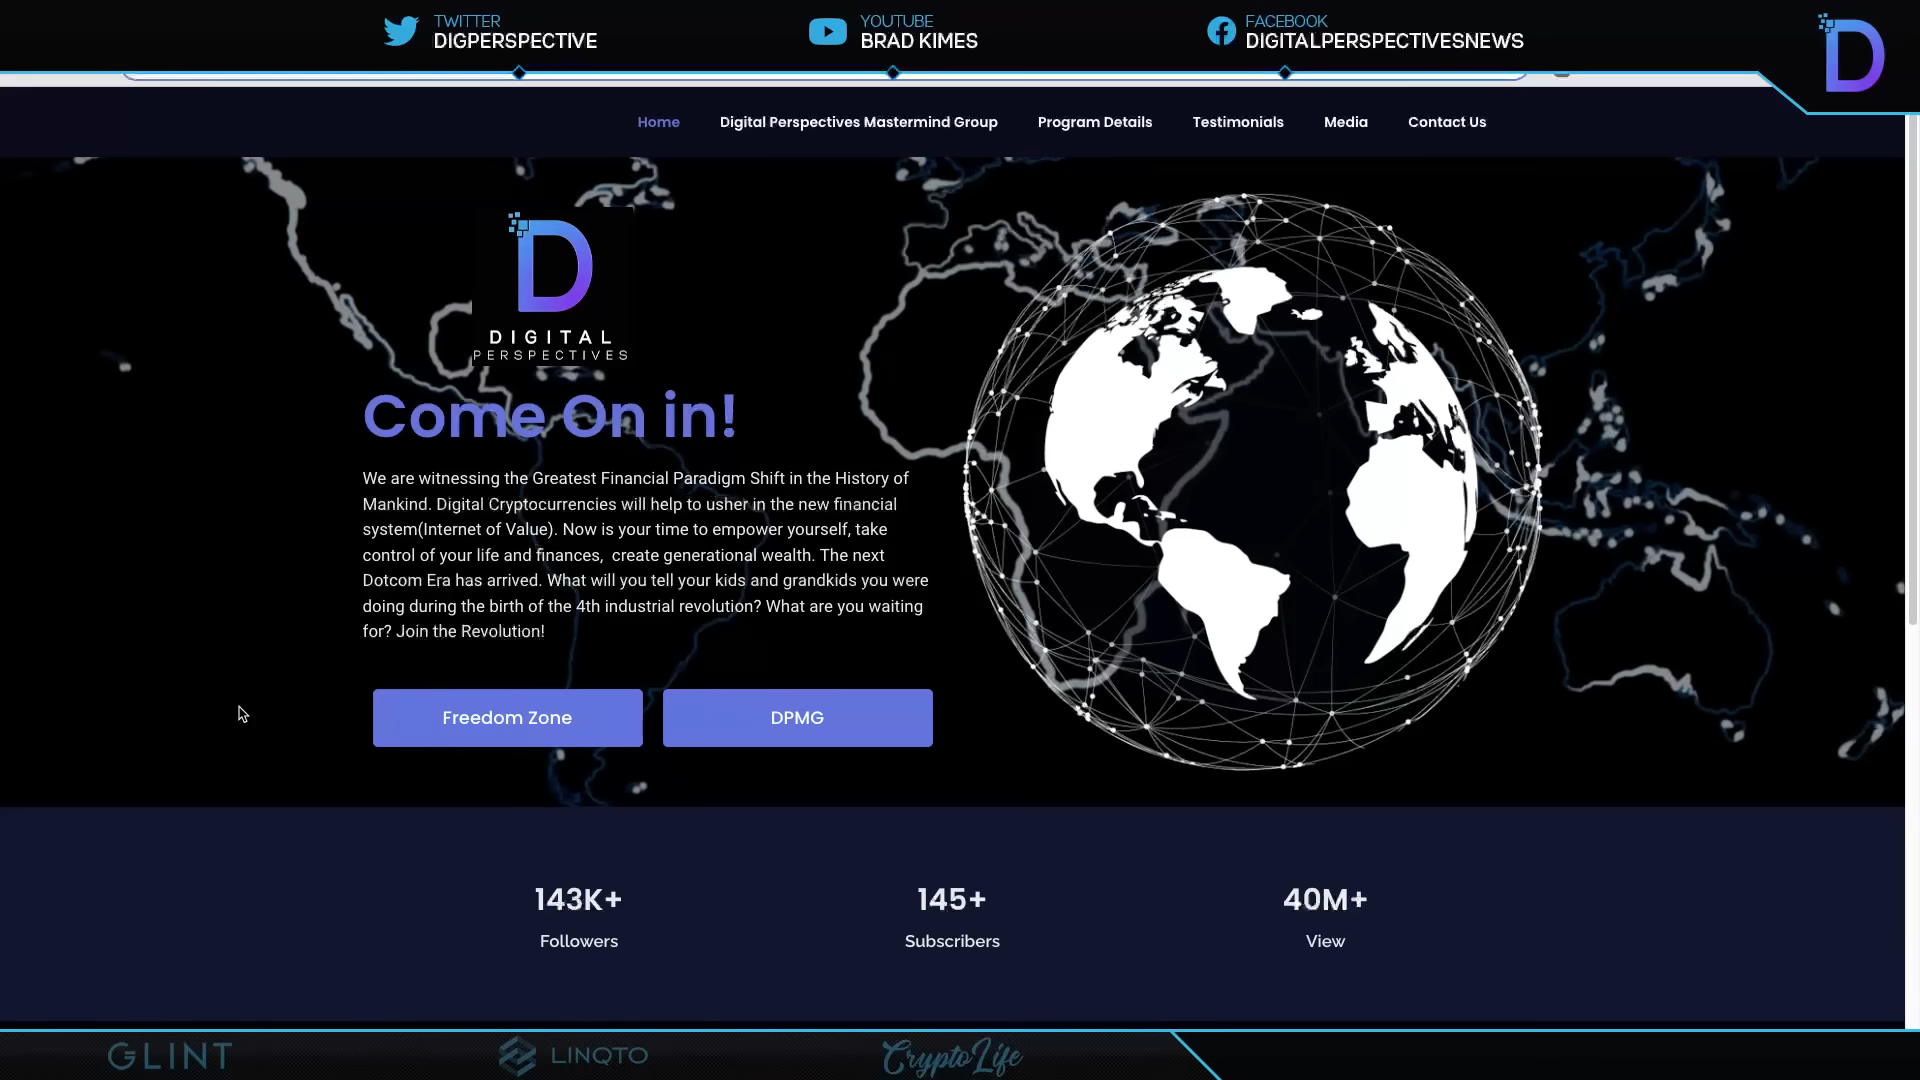 TWITTER
DIGPERSPECTIVE
YOUTUBE
BRAD KIMES
FACEBOOK
DIGITALPERSPECTIVESNEWS
D
Home
Digital Perspectives Mastermind Group
Program Details
Testimonials
Media
Contact Us
D
DIGITAL
PERSPECTIVES
Come On in!
We are witnessing the Greatest Financial Paradigm Shift in the History of
Mankind. Digital Cryptocurrencies will help to usher in the new financial
system(Internet of Value). Now is your time to empower yourself, take
control of your life and finances,  create generational wealth. The next
Dotcom Era has arrived. What will you tell your kids and grandkids you were
doing during the birth of the 4th industrial revolution? What are you waiting
for? Join the Revolution!
Freedom Zone
DPMG
143K+
Followers
145+
Subscribers
40M+
View
GLINT
LINQTO
CryptoLife